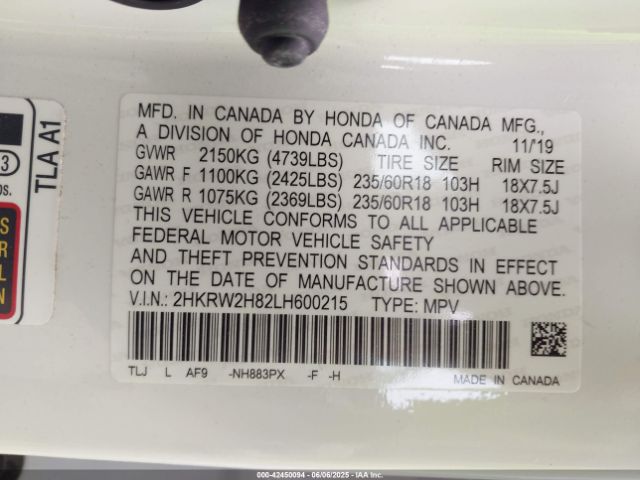 MFD. IN CANADA BY HONDA OF CANADA MFG.,
A DIVISION OF HONDA CANADA INC. 11/'19
GVWR 2150KG (4739LBS) TIRE SIZE RIM SIZE
GAWR F 1100KG (2425LBS) 235/60R18 103H 18X7.5J
GAWR R 1075KG (2369LBS) 235/60R18 103H 18X7.5J
THIS VEHICLE CONFORMS TO ALL APPLICABLE
FEDERAL MOTOR VEHICLE SAFETY
AND THEFT PREVENTION STANDARDS IN EFFECT
ON THE DATE OF MANUFACTURE SHOWN ABOVE.
V.I.N.: 2HKRW2H82LH600215 TYPE: MPV
TLJ L AF9 -NH883PX -F -H MADE IN CANADA
TLA A1
3
os.
S
R
L
N
© copyright - 42450094 - 06/06/2025 - IAA Inc.